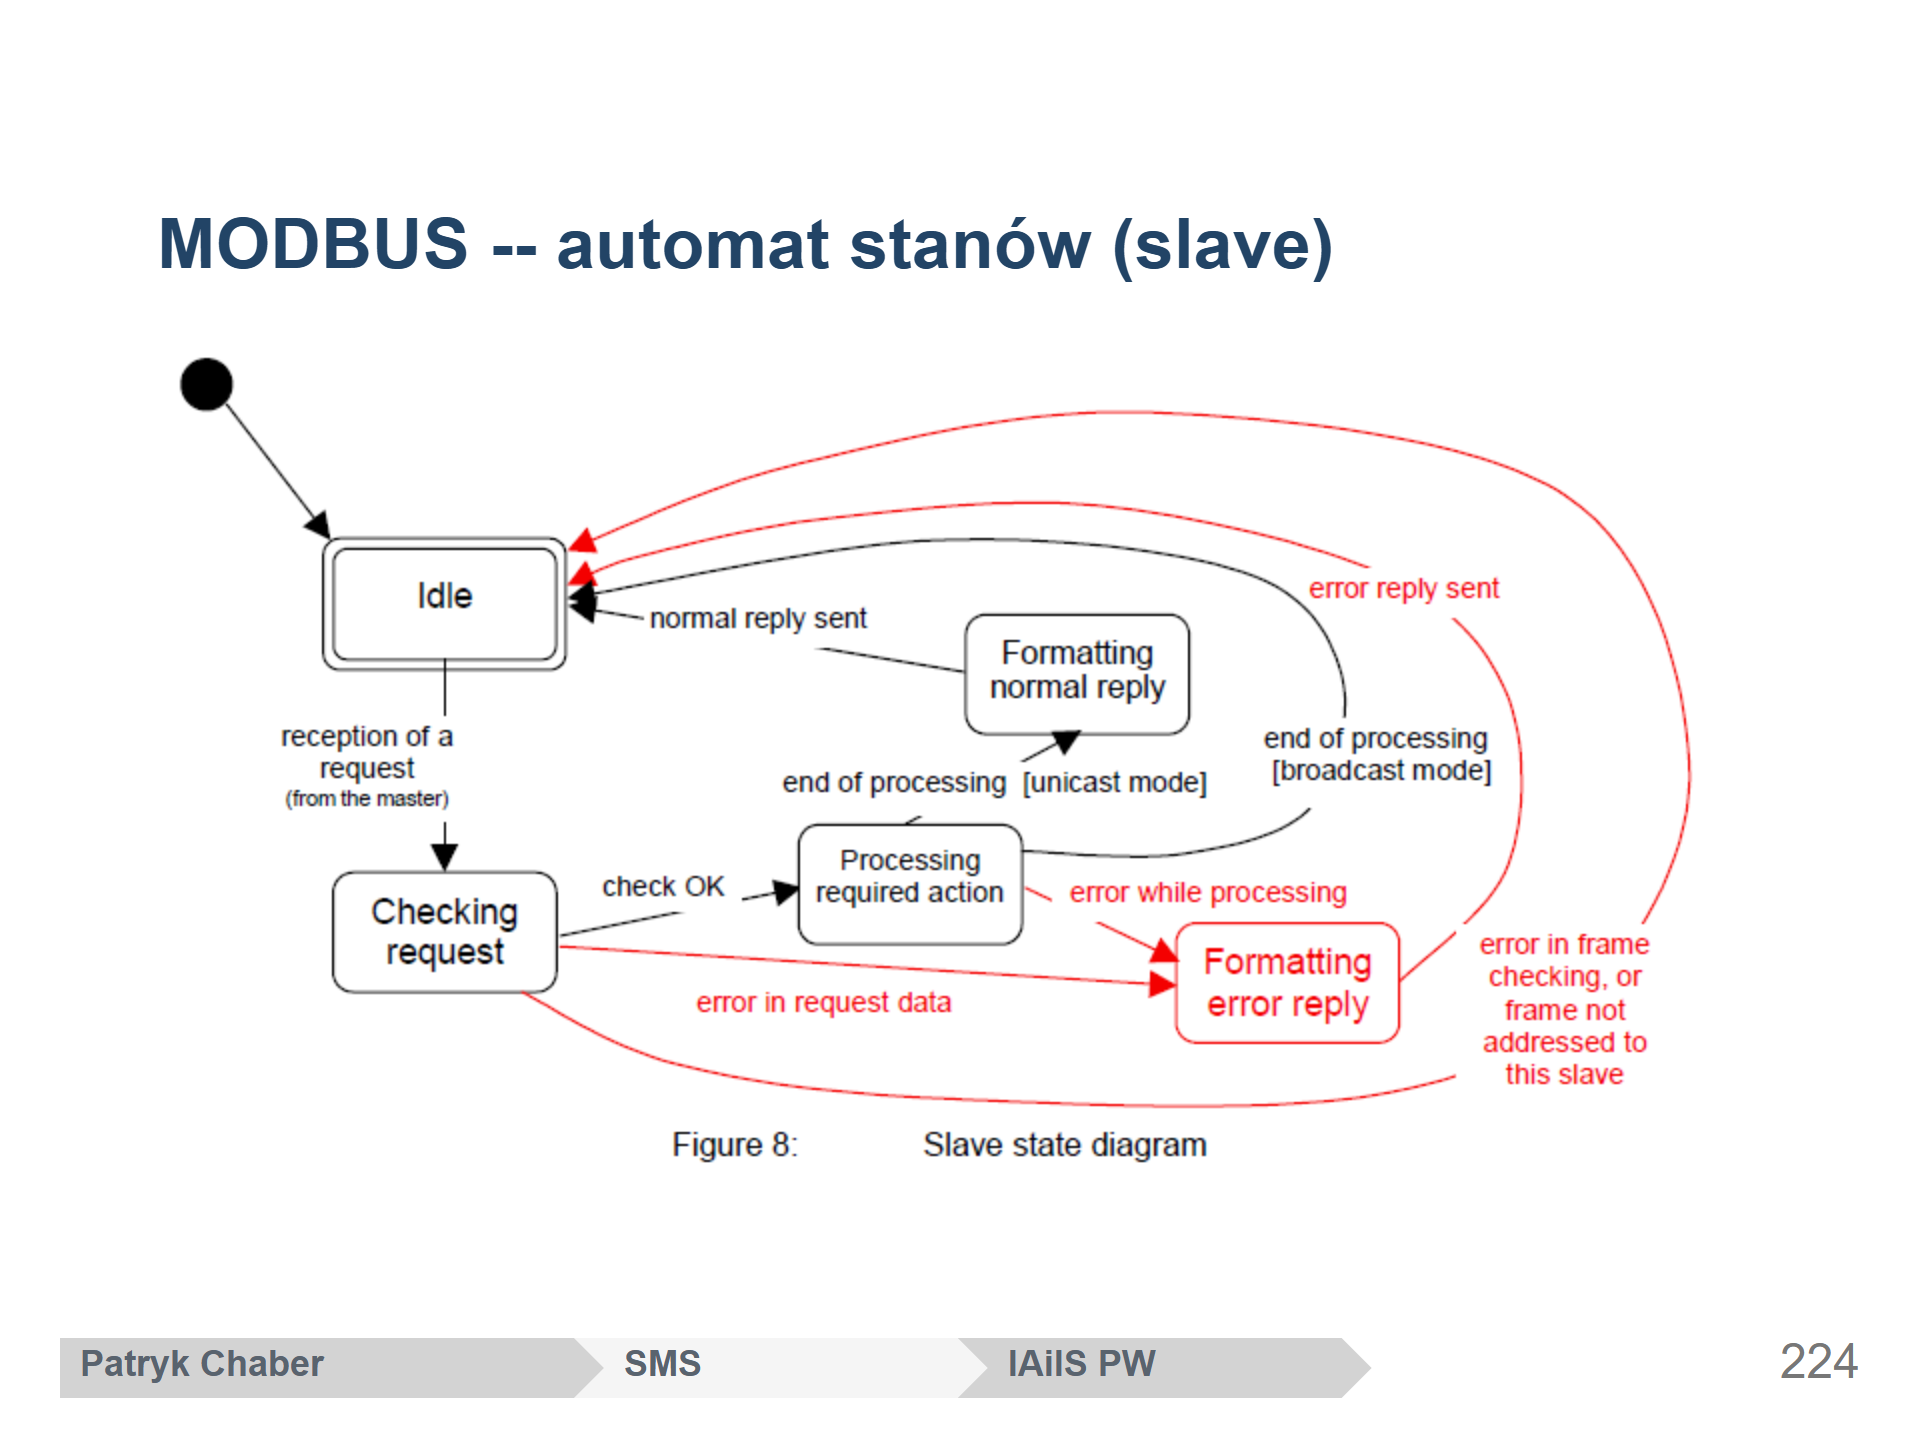 MODBUS -- automat stanów (slave)
Idle
error reply sent
normal reply sent
Formatting
normal reply
reception of a
request
(from the master)
end of processing [unicast mode]
end of processing
[broadcast mode]
Processing
required action
check OK
error while processing
Checking
request
Formatting
error reply
error in request data
error in frame
checking, or
frame not
addressed to
this slave
Figure 8: Slave state diagram
Patryk Chaber
SMS
IAiIS PW
224